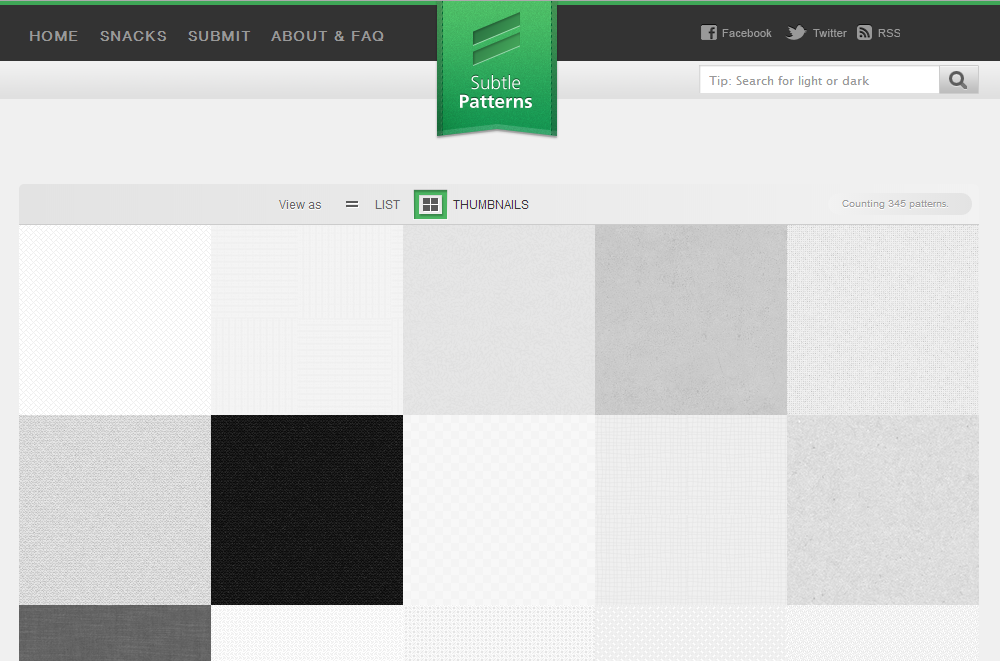 HOME SNACKS SUBMIT ABOUT & FAQ
Facebook Twitter RSS
Subtle
Patterns
Tip: Search for light or dark
View as LIST THUMBNAILS
Counting 345 patterns.